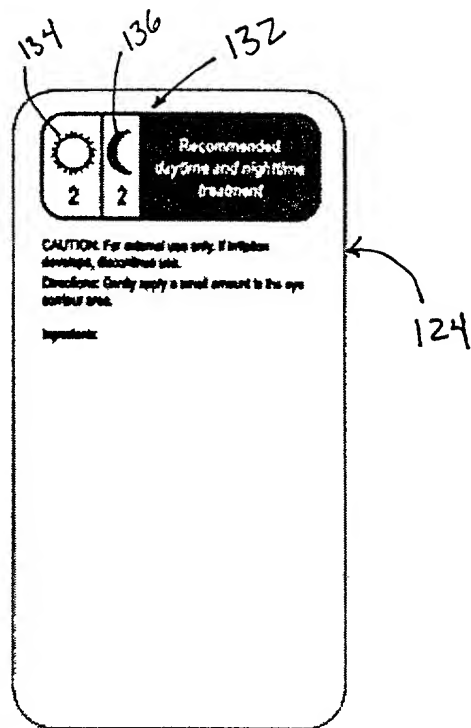 134
136
132
Recommended
daytime and nighttime
treatment
2
2
CAUTION: For external use only. If irritation
develops, discontinue use.
Directions: Gently apply a small amount to the eye
contour area.
Ingredients:
124